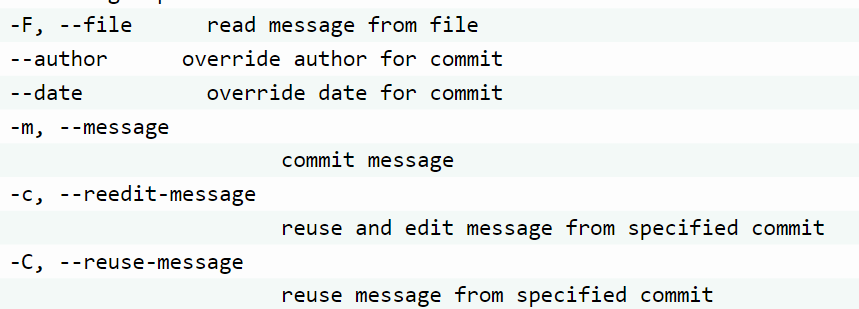 -F, --file      read message from file
--author      override author for commit
--date          override date for commit
-m, --message
                      commit message
-c, --reedit-message
                      reuse and edit message from specified commit
-C, --reuse-message
                      reuse message from specified commit